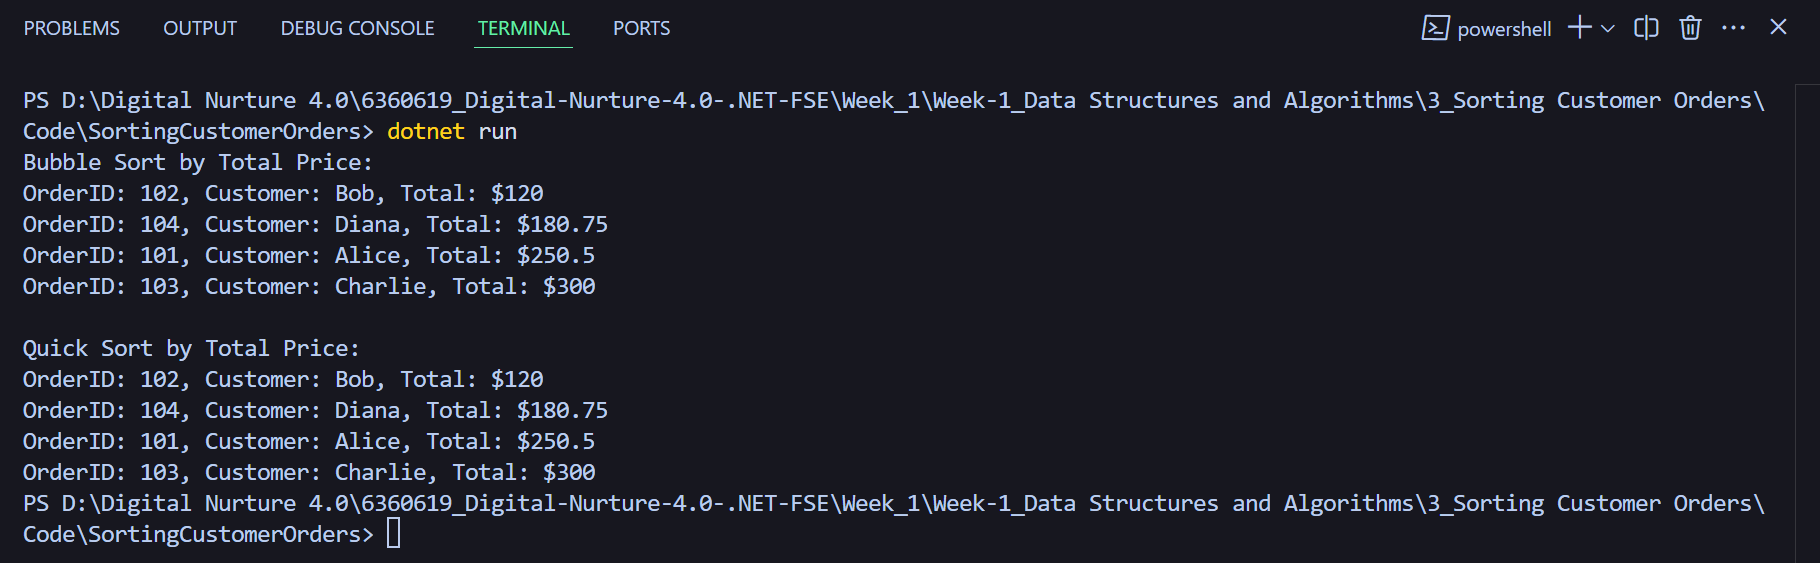 PROBLEMS OUTPUT DEBUG CONSOLE TERMINAL PORTS powershell
PS D:\Digital Nurture 4.0\6360619_Digital-Nurture-4.0-.NET-FSE\Week_1\Week-1_Data Structures and Algorithms\3_Sorting Customer Orders\
Code\SortingCustomerOrders> dotnet run
Bubble Sort by Total Price:
OrderID: 102, Customer: Bob, Total: $120
OrderID: 104, Customer: Diana, Total: $180.75
OrderID: 101, Customer: Alice, Total: $250.5
OrderID: 103, Customer: Charlie, Total: $300
Quick Sort by Total Price:
OrderID: 102, Customer: Bob, Total: $120
OrderID: 104, Customer: Diana, Total: $180.75
OrderID: 101, Customer: Alice, Total: $250.5
OrderID: 103, Customer: Charlie, Total: $300
PS D:\Digital Nurture 4.0\6360619_Digital-Nurture-4.0-.NET-FSE\Week_1\Week-1_Data Structures and Algorithms\3_Sorting Customer Orders\
Code\SortingCustomerOrders>